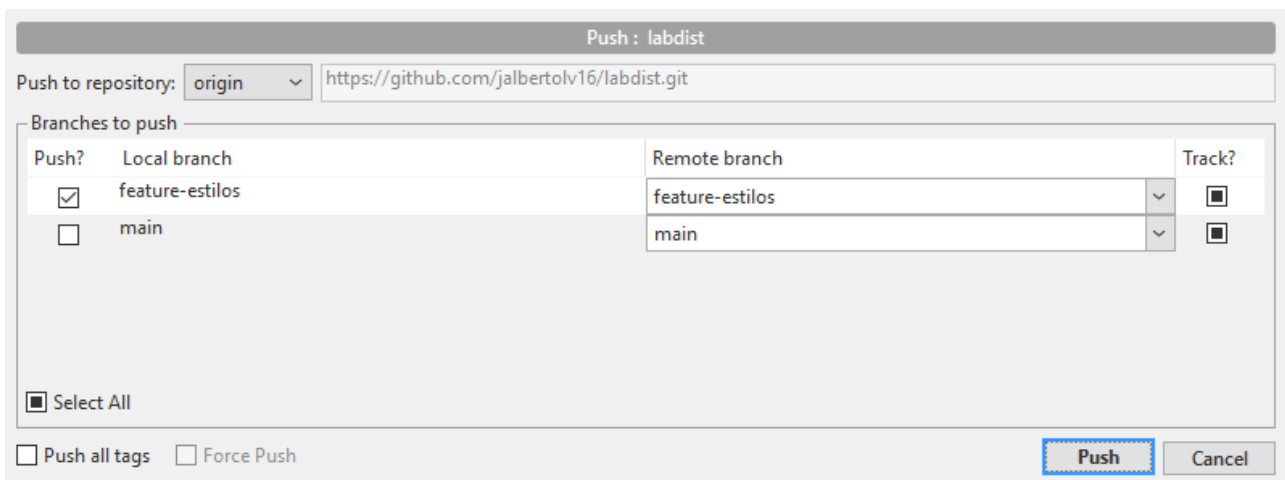 Push : labdist
Push to repository: origin https://github.com/jalbertolv16/labdist.git
Branches to push
Push? Local branch Remote branch Track?
feature-estilos feature-estilos
main main
Select All
Push all tags Force Push Push Cancel